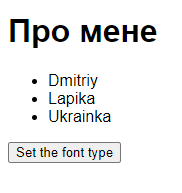 Про мене
Dmitriy
Lapika
Ukrainka
Set the font type